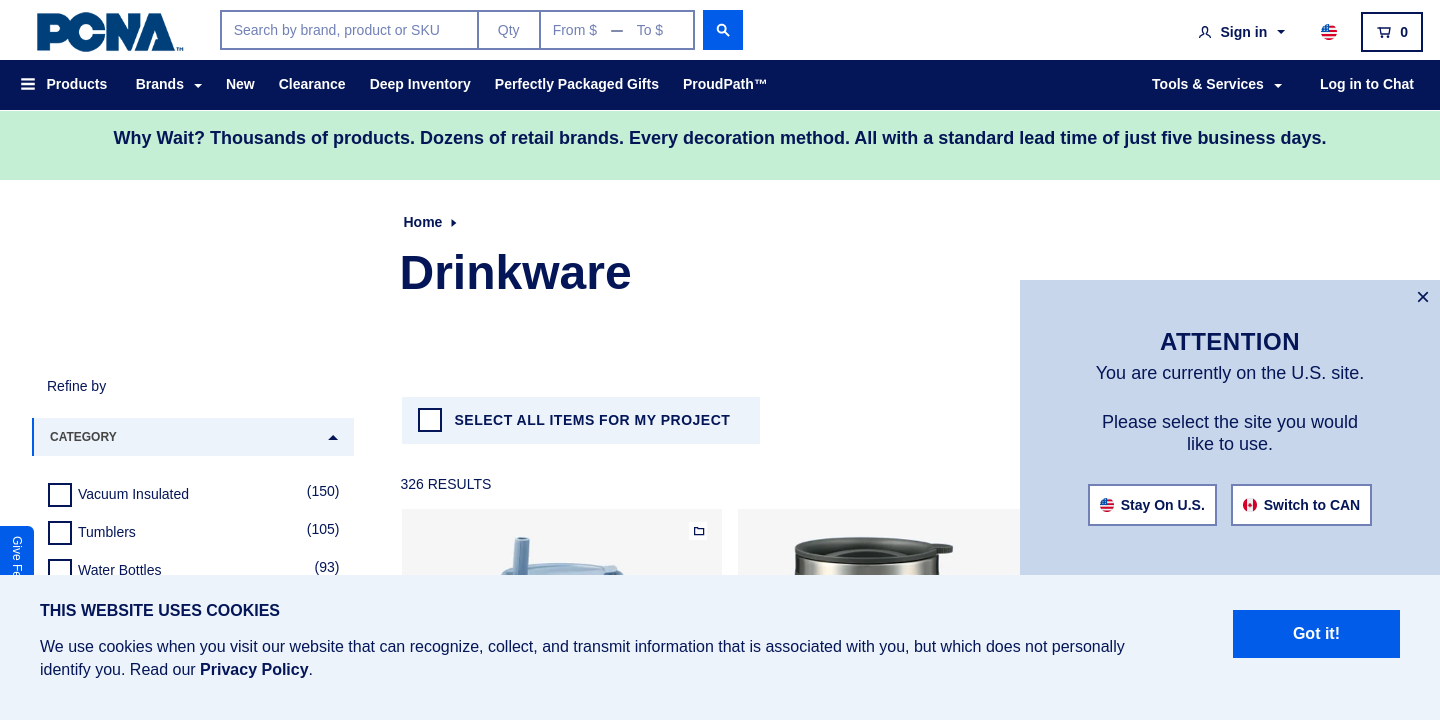 PCNA™
Search by brand, product or SKU
Qty
From $ — To $
Sign in
0
Products
Brands
New
Clearance
Deep Inventory
Perfectly Packaged Gifts
ProudPath™
Tools & Services
Log in to Chat
Why Wait? Thousands of products. Dozens of retail brands. Every decoration method. All with a standard lead time of just five business days.
Home
Drinkware
×
ATTENTION
You are currently on the U.S. site.
Please select the site you would
like to use.
Stay On U.S.
Switch to CAN
Refine by
CATEGORY
SELECT ALL ITEMS FOR MY PROJECT
326 RESULTS
Vacuum Insulated (150)
Tumblers (105)
Water Bottles (93)
Give Fe
THIS WEBSITE USES COOKIES
We use cookies when you visit our website that can recognize, collect, and transmit information that is associated with you, but which does not personally
identify you. Read our Privacy Policy.
Got it!